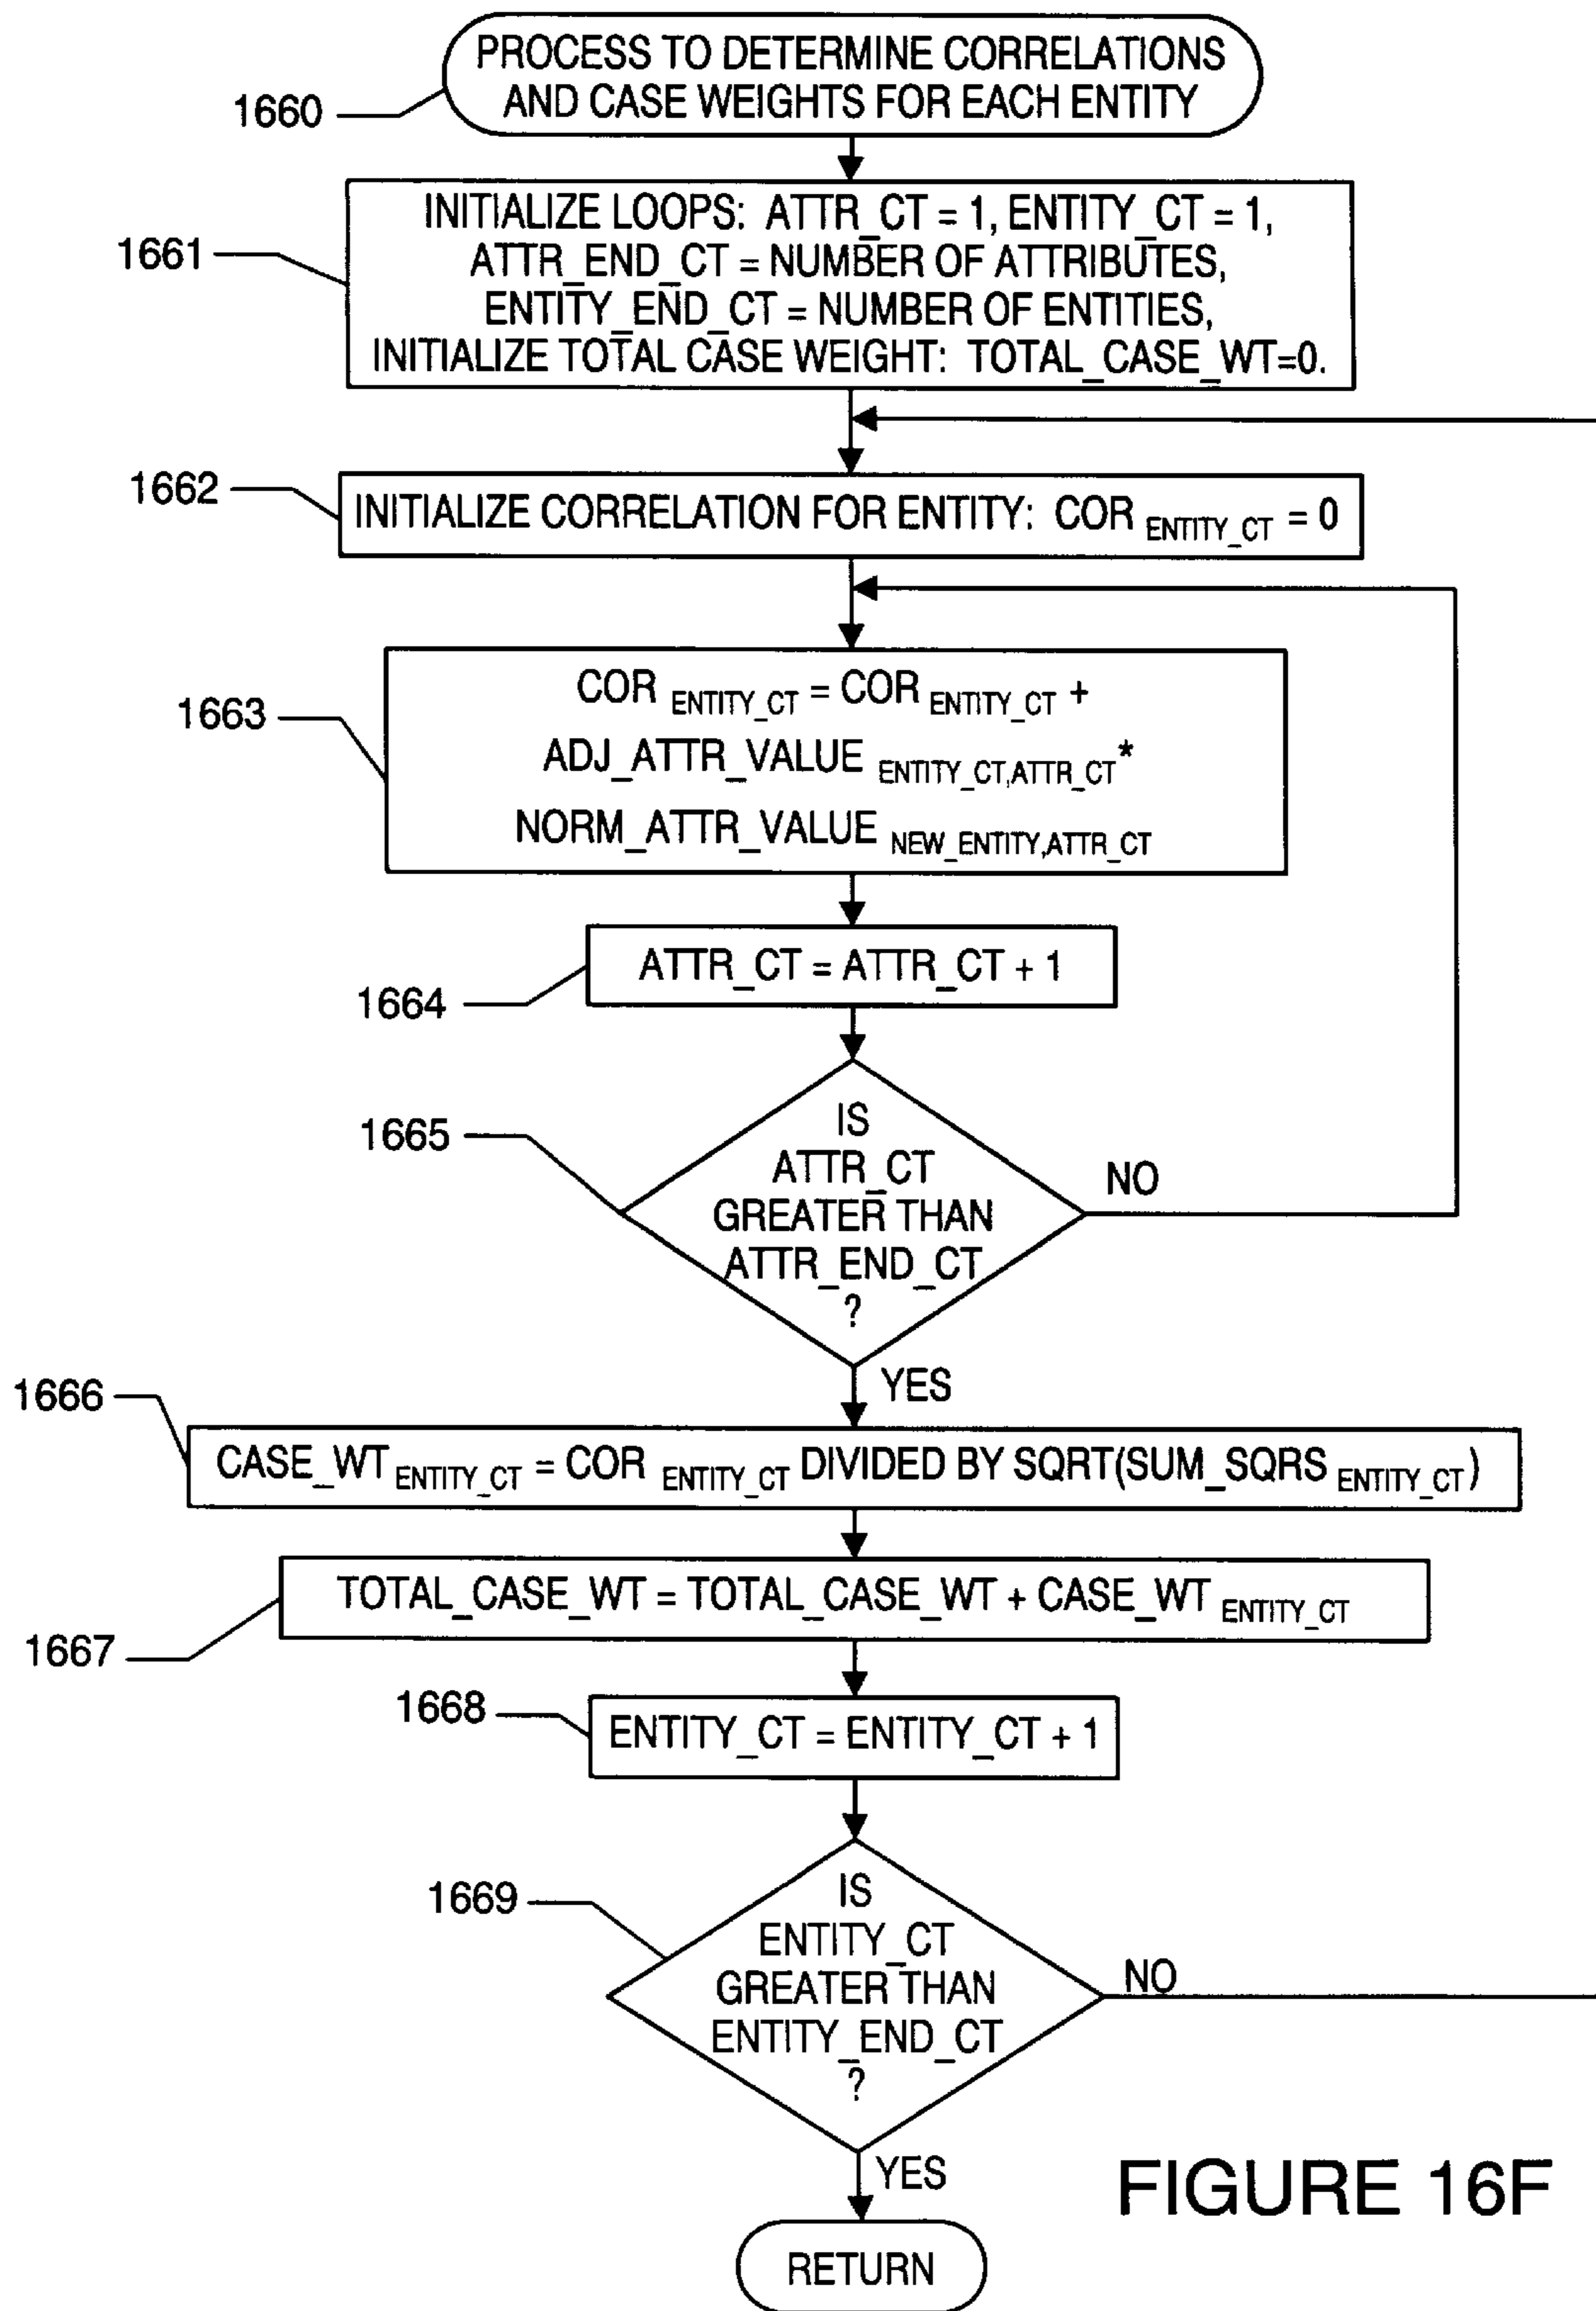 PROCESS TO DETERMINE CORRELATIONS
AND CASE WEIGHTS FOR EACH ENTITY
1660
INITIALIZE LOOPS: ATTR_CT = 1, ENTITY_CT = 1,
ATTR_END_CT = NUMBER OF ATTRIBUTES,
ENTITY_END_CT = NUMBER OF ENTITIES,
INITIALIZE TOTAL CASE WEIGHT: TOTAL_CASE_WT=0.
1661
1662
INITIALIZE CORRELATION FOR ENTITY: COR ENTITY_CT = 0
1663
COR ENTITY_CT = COR ENTITY_CT +
ADJ_ATTR_VALUE ENTITY_CT,ATTR_CT*
NORM_ATTR_VALUE NEW_ENTITY,ATTR_CT
ATTR_CT = ATTR_CT + 1
1664
1665
IS
ATTR_CT
GREATER THAN
ATTR_END_CT
?
NO
YES
1666
CASE_WT ENTITY_CT = COR ENTITY_CT DIVIDED BY SQRT(SUM_SQRS ENTITY_CT)
TOTAL_CASE_WT = TOTAL_CASE_WT + CASE_WT ENTITY_CT
1667
1668
ENTITY_CT = ENTITY_CT + 1
1669
IS
ENTITY_CT
GREATER THAN
ENTITY_END_CT
?
NO
YES
RETURN
FIGURE 16F